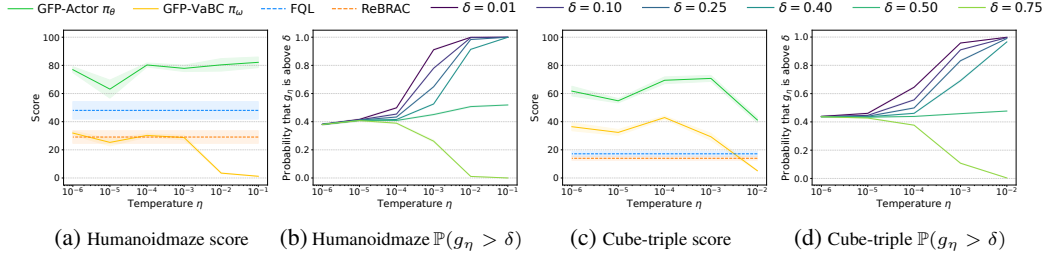 GFP-Actor πθ GFP-VaBC πω FQL ReBRAC δ = 0.01 δ = 0.10 δ = 0.25 δ = 0.40 δ = 0.50 δ = 0.75
Score
100
80
60
40
20
0
10⁻⁶ 10⁻⁵ 10⁻⁴ 10⁻³ 10⁻² 10⁻¹
Temperature η
(a) Humanoidmaze score
Probability that gη is above δ
1.0
0.8
0.6
0.4
0.2
0.0
10⁻⁶ 10⁻⁵ 10⁻⁴ 10⁻³ 10⁻² 10⁻¹
Temperature η
(b) Humanoidmaze ℙ(gη > δ)
Score
100
80
60
40
20
0
10⁻⁶ 10⁻⁵ 10⁻⁴ 10⁻³ 10⁻²
Temperature η
(c) Cube-triple score
Probability that gη is above δ
1.0
0.8
0.6
0.4
0.2
0.0
10⁻⁶ 10⁻⁵ 10⁻⁴ 10⁻³ 10⁻²
Temperature η
(d) Cube-triple ℙ(gη > δ)